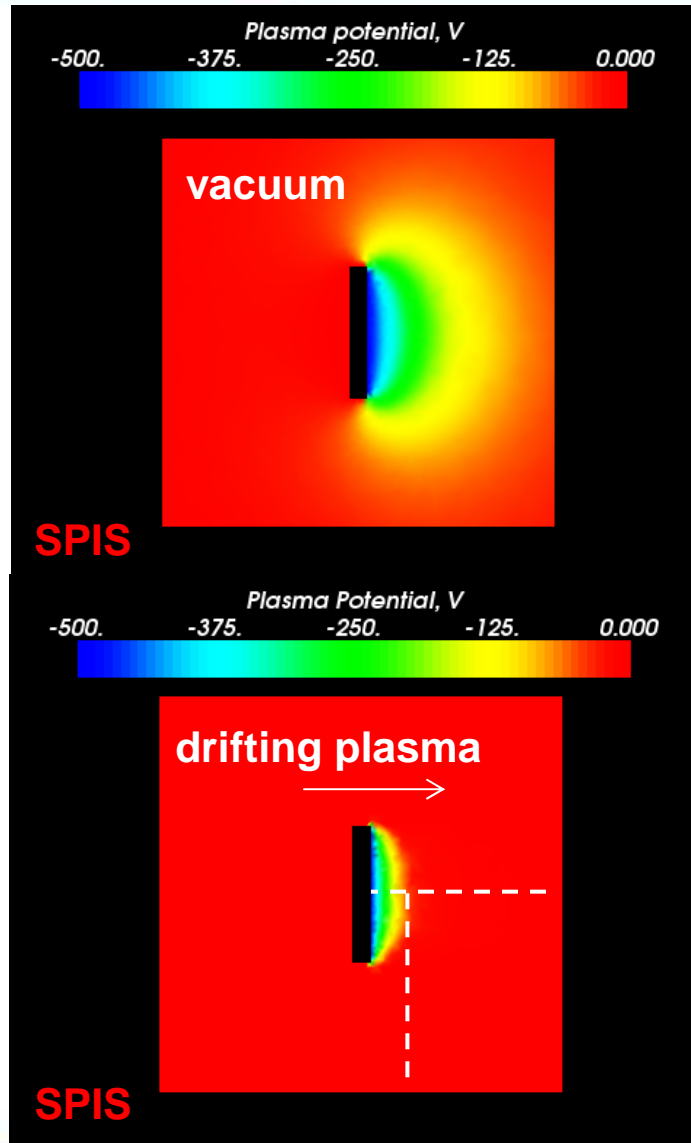 Plasma potential, V
-500. -375. -250. -125. 0.000
vacuum
SPIS
Plasma Potential, V
-500. -375. -250. -125. 0.000
drifting plasma
SPIS